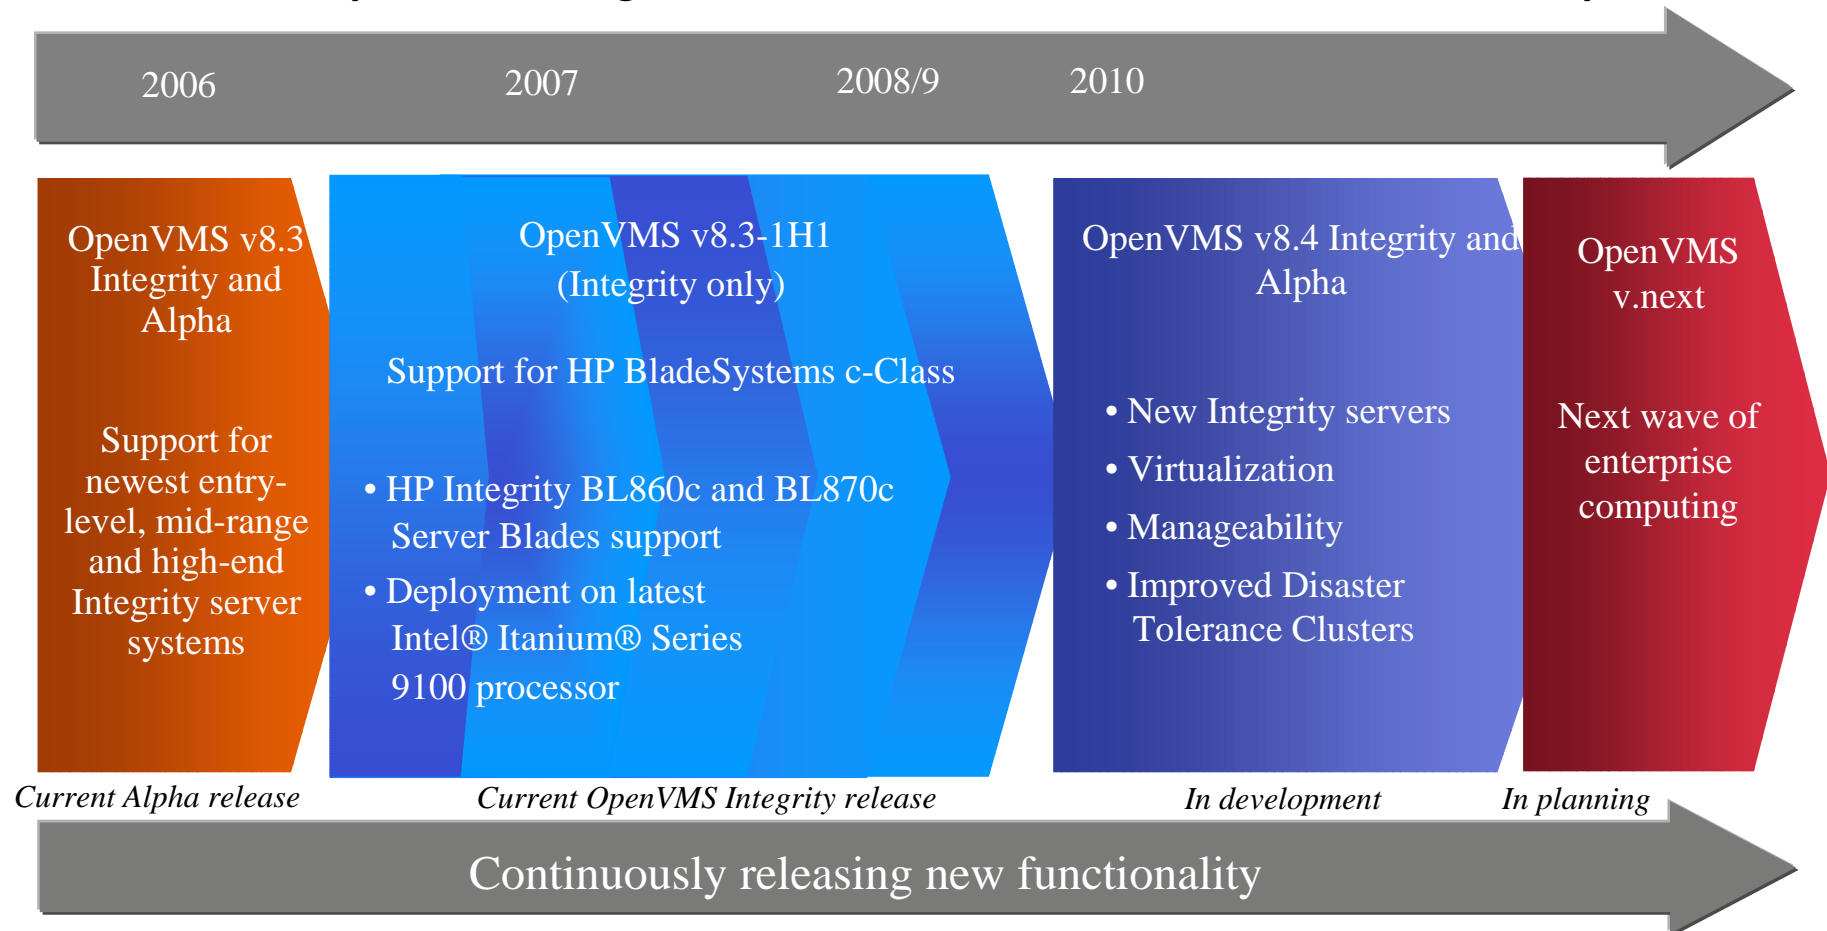 2006
2007
2008/9
2010
OpenVMS v8.3
Integrity and
Alpha
Support for
newest entry-
level, mid-range
and high-end
Integrity server
systems
Current Alpha release
OpenVMS v8.3-1H1
(Integrity only)
Support for HP BladeSystems c-Class
• HP Integrity BL860c and BL870c
Server Blades support
• Deployment on latest
Intel® Itanium® Series
9100 processor
Current OpenVMS Integrity release
OpenVMS v8.4 Integrity and
Alpha
• New Integrity servers
• Virtualization
• Manageability
• Improved Disaster
Tolerance Clusters
In development
OpenVMS
v.next
Next wave of
enterprise
computing
In planning
Continuously releasing new functionality